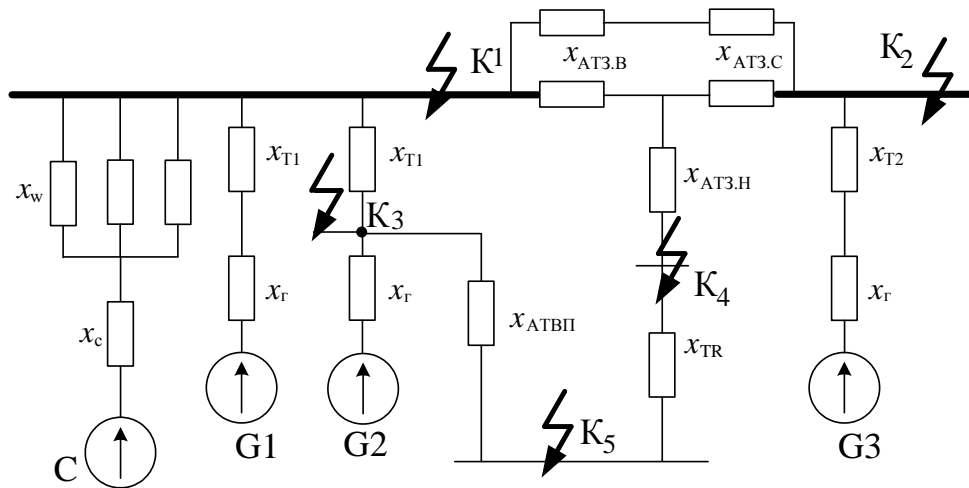 К1
xАТ3.В
xАТ3.С
К2
xw
xТ1
xТ1
xАТ3.Н
xТ2
К3
xг
xг
xАТВП
К4
xг
xс
xTR
С
G1
G2
К5
G3